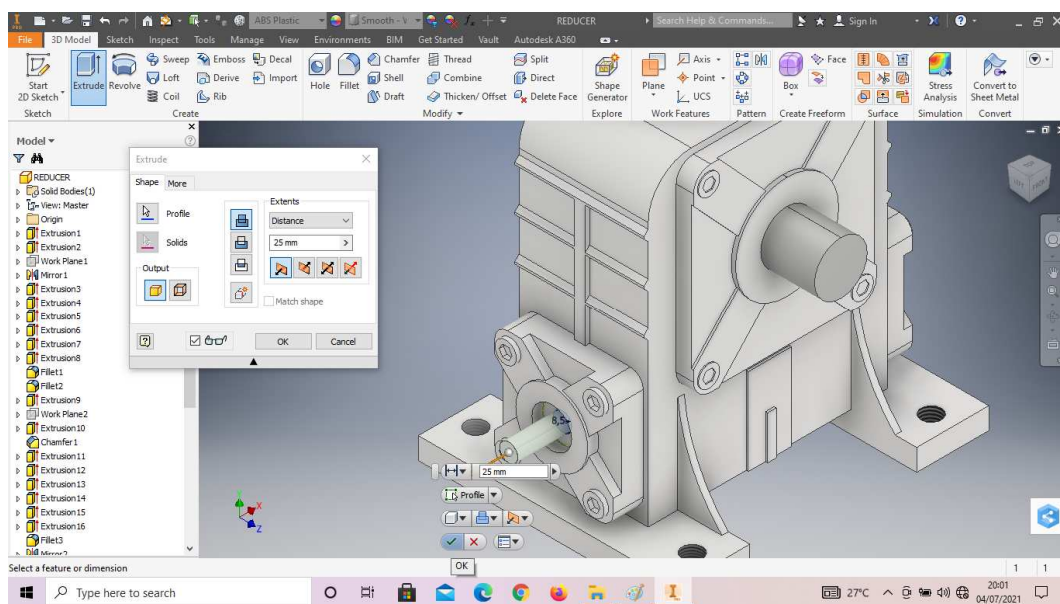 PRO
ABS Plastic
Smooth - V
fx
REDUCER
Search Help & Commands...
Sign In
File 3D Model Sketch Inspect Tools Manage View Environments BIM Get Started Vault Autodesk A360
Start 2D Sketch
Extrude
Revolve
Sweep Emboss Decal
Loft Derive Import
Coil Rib
Hole
Fillet
Chamfer Thread Split
Shell Combine Direct
Draft Thicken/ Offset Delete Face
Shape Generator
Plane
Axis
Point
UCS
Box
Face
Stress Analysis
Convert to Sheet Metal
Sketch Create Modify Explore Work Features Pattern Create Freeform Surface Simulation Convert
Model
REDUCER
Solid Bodies(1)
View: Master
Origin
Extrusion1
Extrusion2
Work Plane1
Mirror1
Extrusion3
Extrusion4
Extrusion5
Extrusion6
Extrusion7
Extrusion8
Fillet1
Fillet2
Extrusion9
Work Plane2
Extrusion10
Chamfer1
Extrusion11
Extrusion12
Extrusion13
Extrusion14
Extrusion15
Extrusion16
Fillet3
Mirror2
Extrude
Shape More
Profile
Solids
Output
Extents
Distance
25 mm
Match shape
OK Cancel
8,5
25 mm
Profile
OK
X
Z
FRONT
Select a feature or dimension
1 1
Type here to search
27°C
20:01
04/07/2021